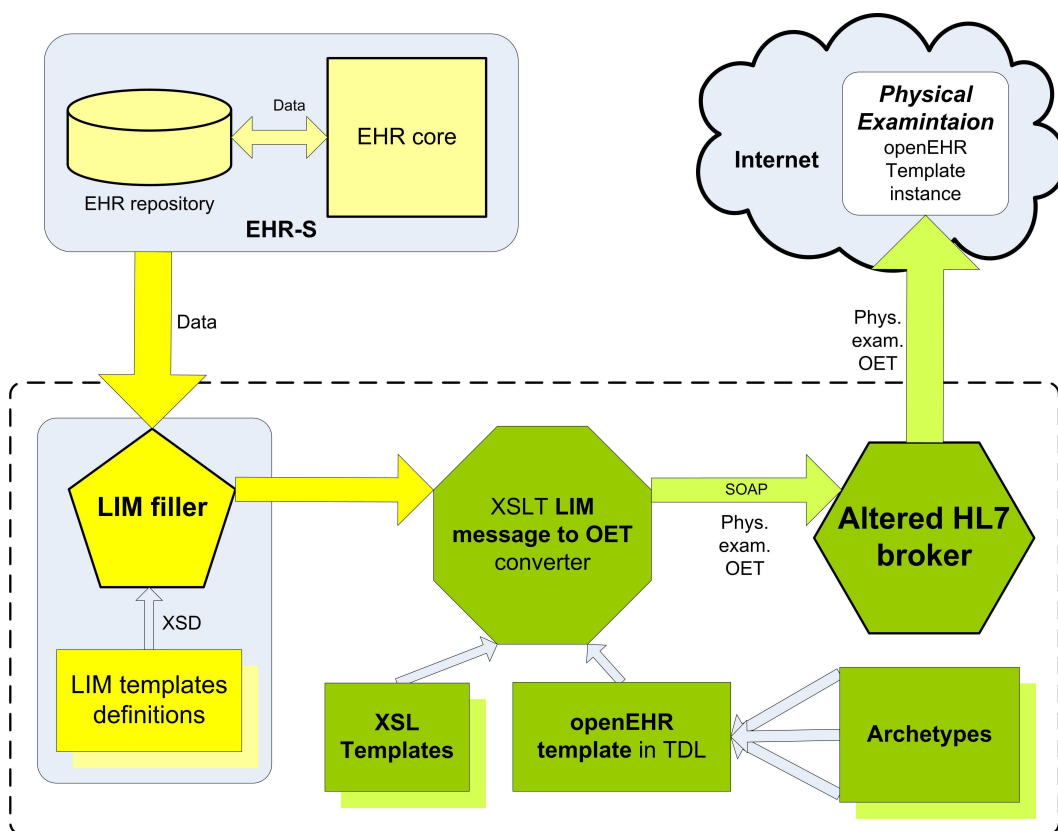 Data
EHR core
EHR repository
EHR-S
Physical
Examintaion
openEHR
Template
instance
Internet
Data
Phys.
exam.
OET
LIM filler
XSLT LIM
message to OET
converter
SOAP
Phys.
exam.
OET
Altered HL7
broker
XSD
LIM templates
definitions
XSL
Templates
openEHR
template in TDL
Archetypes